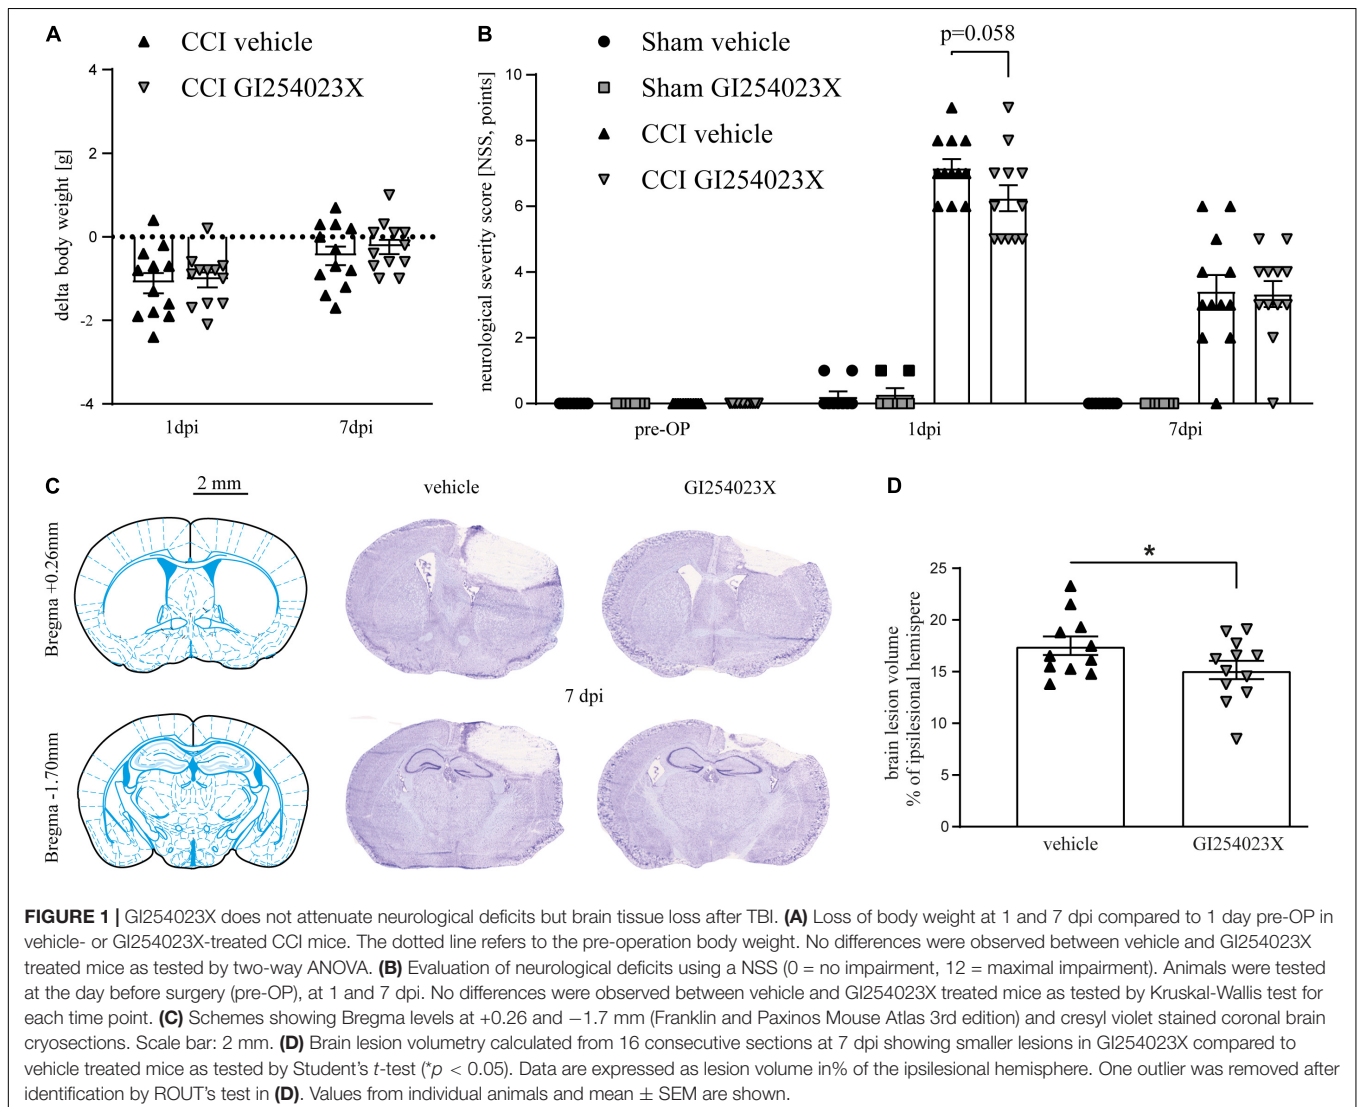 A
CCI vehicle
CCI GI254023X
delta body weight [g]
4
2
0
-2
-4
1dpi
7dpi
B
Sham vehicle
Sham GI254023X
CCI vehicle
CCI GI254023X
p=0.058
neurological severity score [NSS, points]
10
8
6
4
2
0
pre-OP
1dpi
7dpi
C
2 mm
vehicle
GI254023X
Bregma +0.26mm
7 dpi
Bregma -1.70mm
D
*
brain lesion volume
% of ipsilesional hemispere
25
20
15
10
5
0
vehicle
GI254023X
FIGURE 1 | GI254023X does not attenuate neurological deficits but brain tissue loss after TBI. (A) Loss of body weight at 1 and 7 dpi compared to 1 day pre-OP in
vehicle- or GI254023X-treated CCI mice. The dotted line refers to the pre-operation body weight. No differences were observed between vehicle and GI254023X
treated mice as tested by two-way ANOVA. (B) Evaluation of neurological deficits using a NSS (0 = no impairment, 12 = maximal impairment). Animals were tested
at the day before surgery (pre-OP), at 1 and 7 dpi. No differences were observed between vehicle and GI254023X treated mice as tested by Kruskal-Wallis test for
each time point. (C) Schemes showing Bregma levels at +0.26 and −1.7 mm (Franklin and Paxinos Mouse Atlas 3rd edition) and cresyl violet stained coronal brain
cryosections. Scale bar: 2 mm. (D) Brain lesion volumetry calculated from 16 consecutive sections at 7 dpi showing smaller lesions in GI254023X compared to
vehicle treated mice as tested by Student's t-test (*p < 0.05). Data are expressed as lesion volume in% of the ipsilesional hemisphere. One outlier was removed after
identification by ROUT's test in (D). Values from individual animals and mean ± SEM are shown.